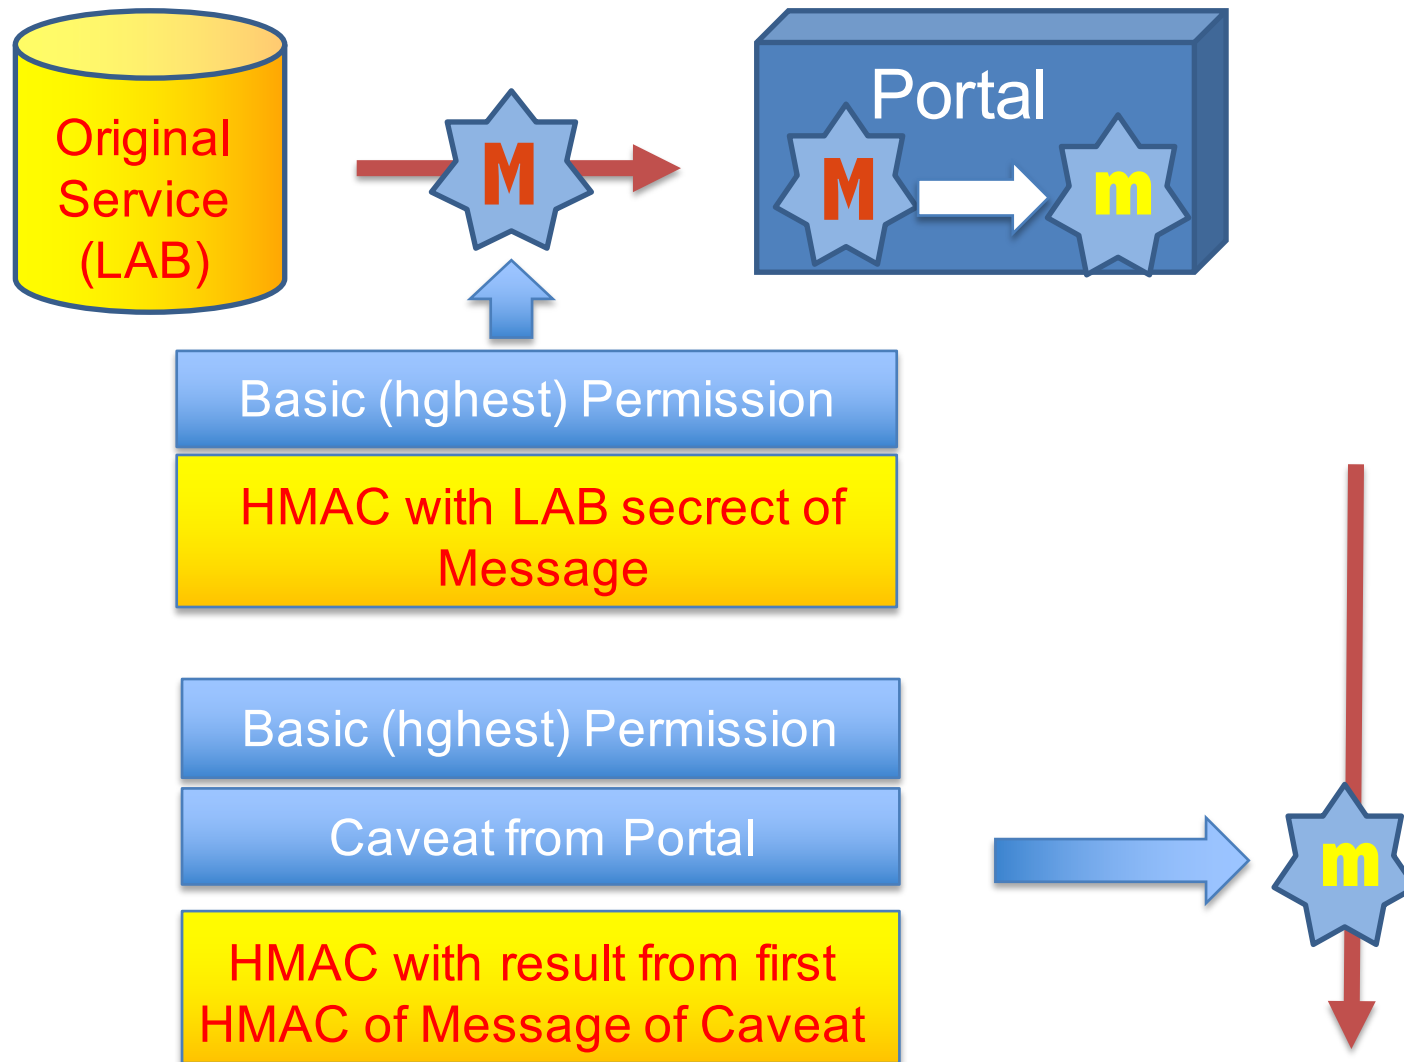 Original
Service
(LAB)
M
Portal
M
m
Basic (hghest) Permission
HMAC with LAB secrect of
Message
Basic (hghest) Permission
Caveat from Portal
m
HMAC with result from first
HMAC of Message of Caveat